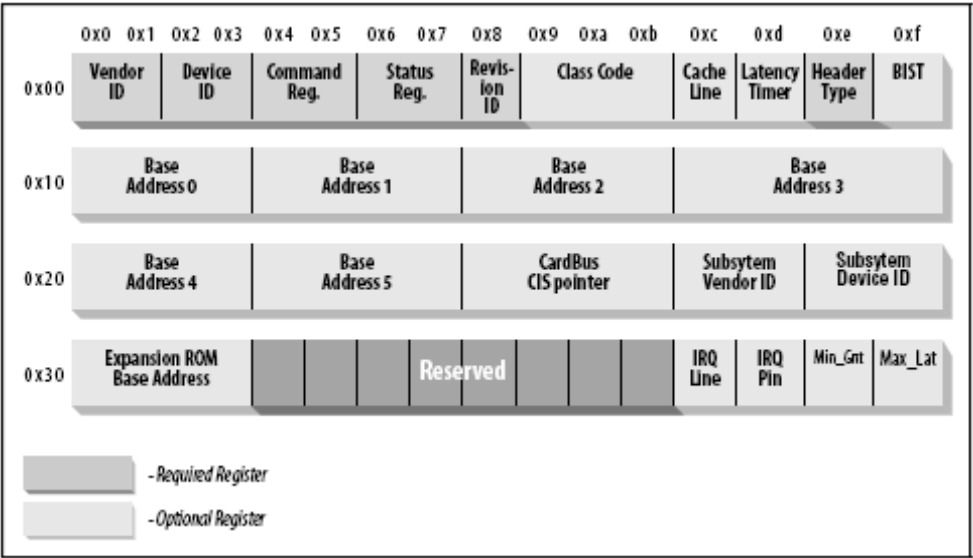 0x0 0x1 0x2 0x3 0x4 0x5 0x6 0x7 0x8 0x9 0xa 0xb 0xc 0xd 0xe 0xf
0x00
Vendor
ID
Device
ID
Command
Reg.
Status
Reg.
Revis-
ion
ID
Class Code
Cache
Line
Latency
Timer
Header
Type
BIST
0x10
Base
Address 0
Base
Address 1
Base
Address 2
Base
Address 3
0x20
Base
Address 4
Base
Address 5
CardBus
CIS pointer
Subsytem
Vendor ID
Subsytem
Device ID
0x30
Expansion ROM
Base Address
Reserved
IRQ
Line
IRQ
Pin
Min_Gnt
Max_Lat
- Required Register
- Optional Register